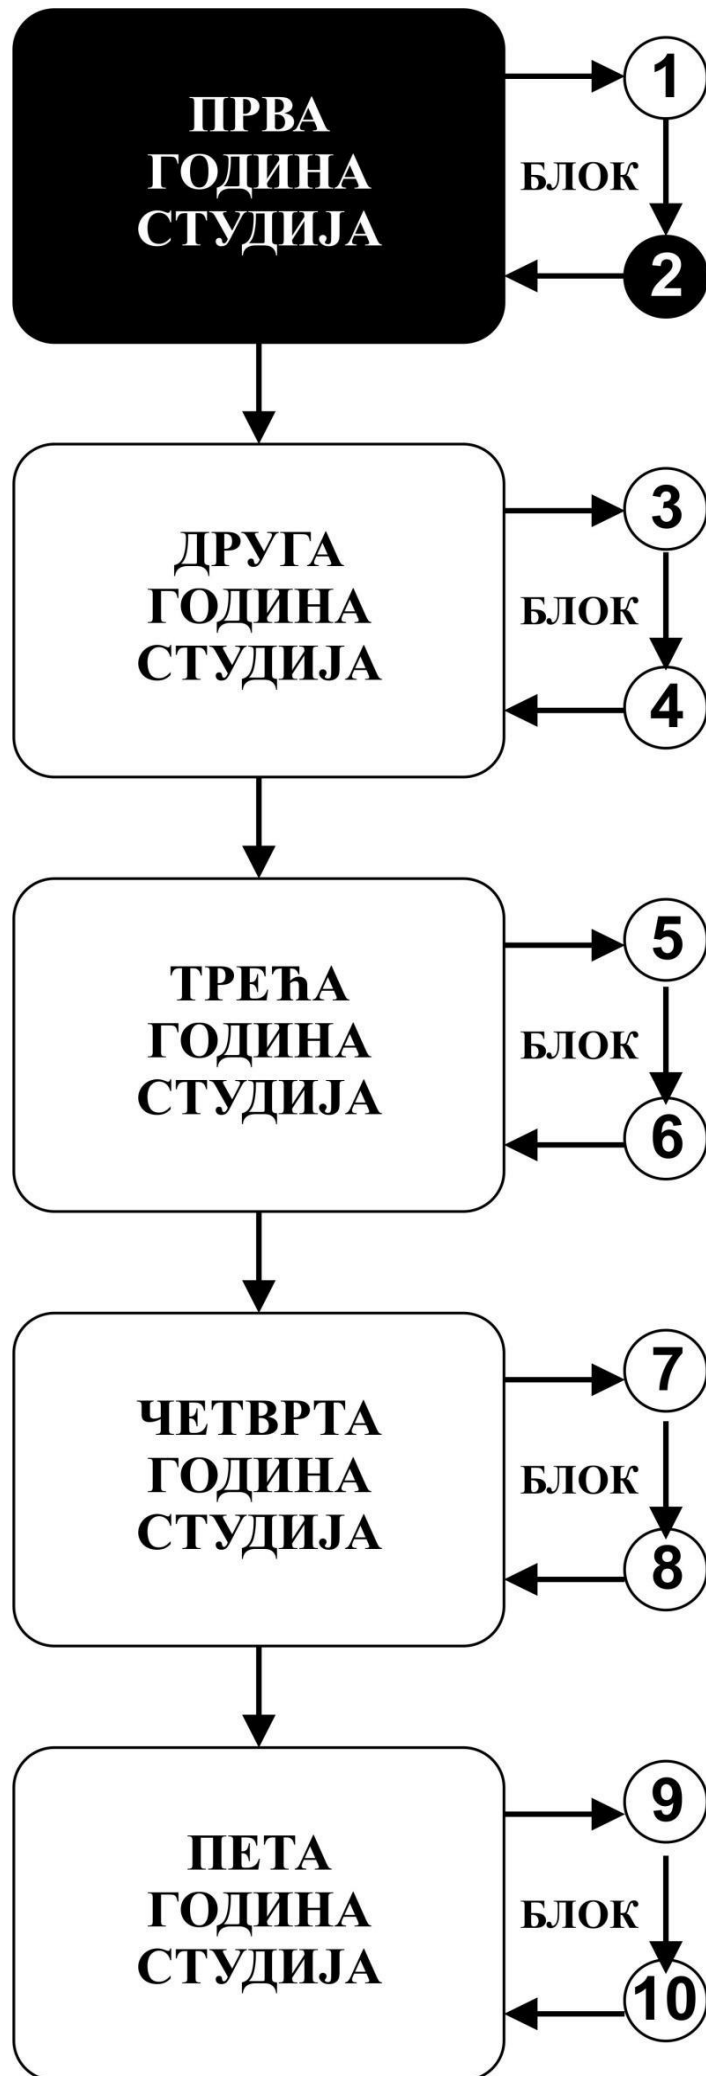 ПРВА
ГОДИНА
СТУДИЈА
1
БЛОК
2
ДРУГА
ГОДИНА
СТУДИЈА
3
БЛОК
4
ТРЕЋА
ГОДИНА
СТУДИЈА
5
БЛОК
6
ЧЕТВРТА
ГОДИНА
СТУДИЈА
7
БЛОК
8
ПЕТА
ГОДИНА
СТУДИЈА
9
БЛОК
10